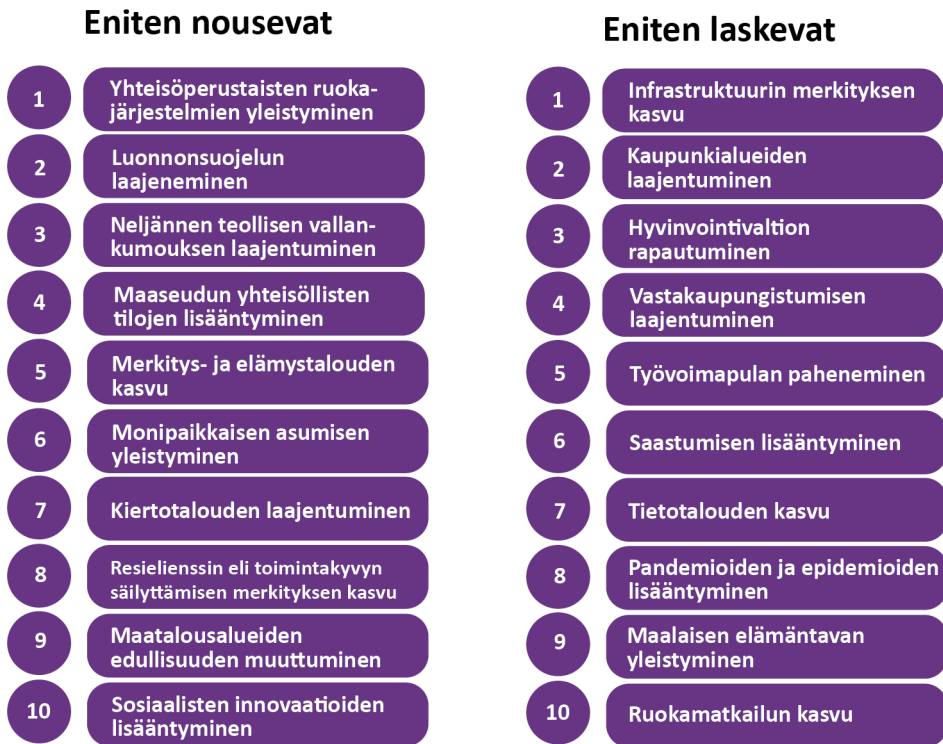 Eniten nousevat
1
Yhteisöperustaisten ruoka-
järjestelmien yleistyminen
2
Luonnonsuojelun
laajeneminen
3
Neljännen teollisen vallan-
kumouksen laajentuminen
4
Maaseudun yhteisöllisten
tilojen lisääntyminen
5
Merkitys- ja elämystalouden
kasvu
6
Monipaikkaisen asumisen
yleistyminen
7
Kiertotalouden laajentuminen
8
Resielienssin eli toimintakyvyn
säilyttämisen merkityksen kasvu
9
Maatalousalueiden
edullisuuden muuttuminen
10
Sosiaalisten innovaatioiden
lisääntyminen
Eniten laskevat
1
Infrastruktuurin merkityksen
kasvu
2
Kaupunkialueiden
laajentuminen
3
Hyvinvointivaltion
rapautuminen
4
Vastakaupungistumisen
laajentuminen
5
Työvoimapulan paheneminen
6
Saastumisen lisääntyminen
7
Tietotalouden kasvu
8
Pandemioiden ja epidemioiden
lisääntyminen
9
Maalaisen elämäntavan
yleistyminen
10
Ruokamatkailun kasvu